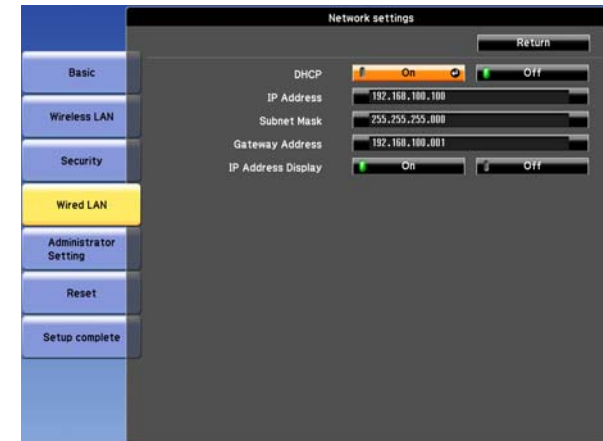 Network settings
Return
Basic
Wireless LAN
Security
Wired LAN
Administrator
Setting
Reset
Setup complete
DHCP On Off
IP Address 192.168.100.100
Subnet Mask 255.255.255.000
Gateway Address 192.168.100.001
IP Address Display On Off